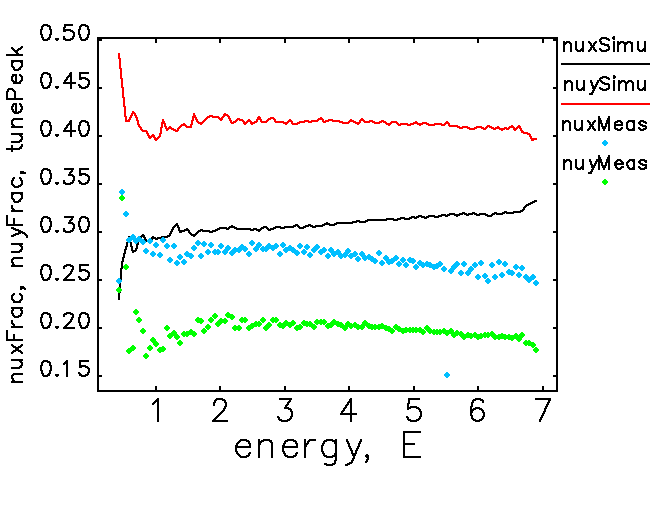 nuxFrac, nuyFrac, tunePeak
0.50
0.45
0.40
0.35
0.30
0.25
0.20
0.15
1 2 3 4 5 6 7
energy, E
nuxSimu
nuySimu
nuxMeas
nuyMeas